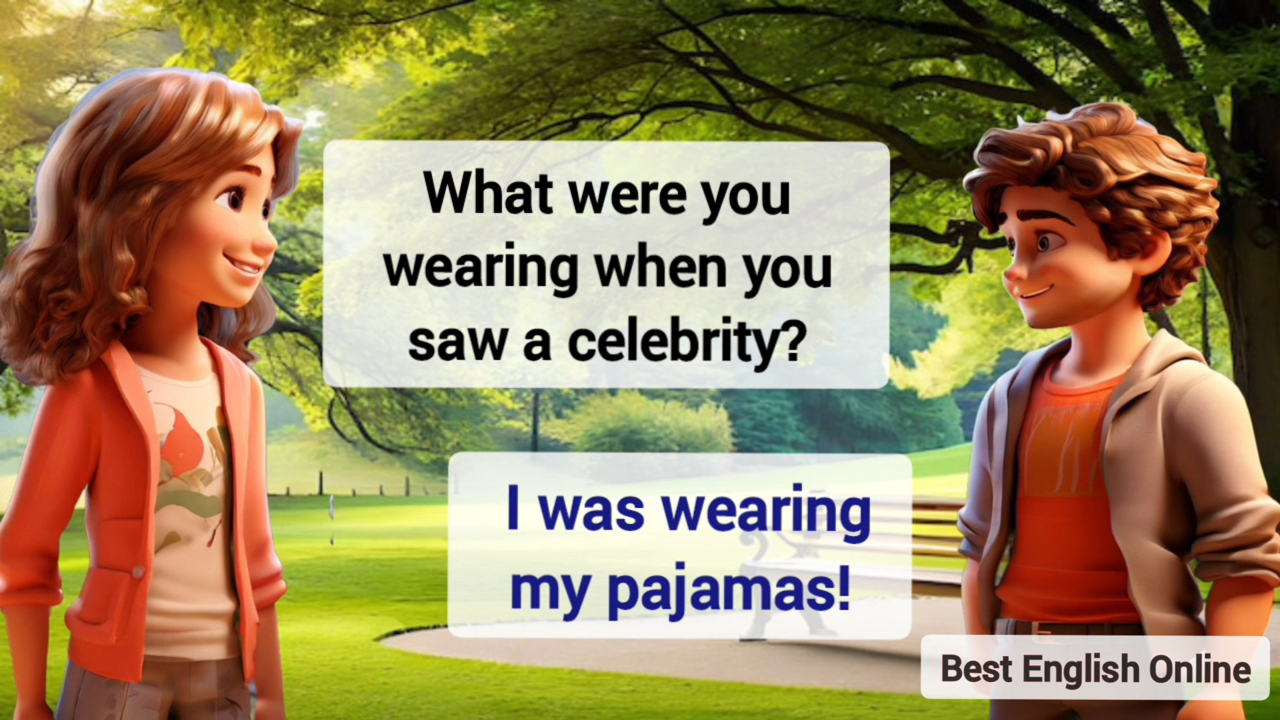 What were you
wearing when you
saw a celebrity?
I was wearing
my pajamas!
Best English Online